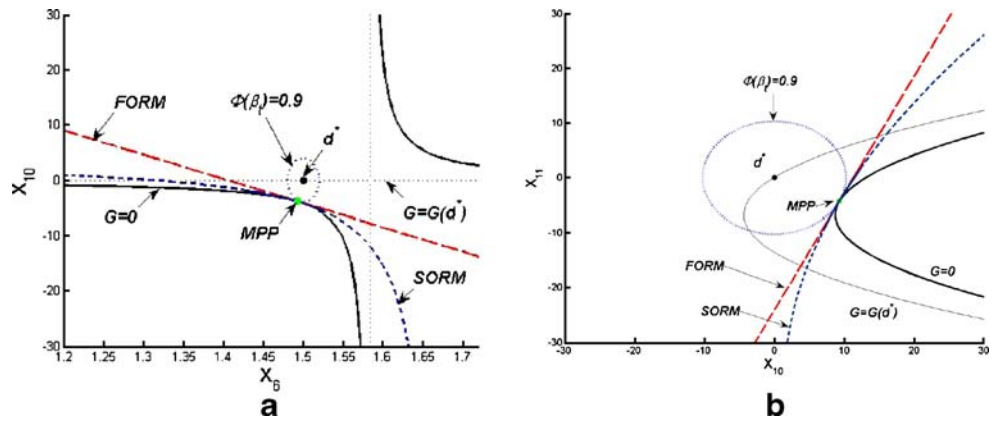 30
20
10
0
-10
-20
-30
X₁₀
1.2 1.25 1.3 1.35 1.4 1.45 1.5 1.55 1.6 1.65 1.7
X₆
FORM
Φ(βₜ)=0.9
d*
G=0
MPP
G=G(d*)
SORM
a
30
20
10
0
-10
-20
-30
X₁₁
-30 -20 -10 0 10 20 30
X₁₀
Φ(βₜ)=0.9
d*
MPP
FORM
SORM
G=0
G=G(d*)
b